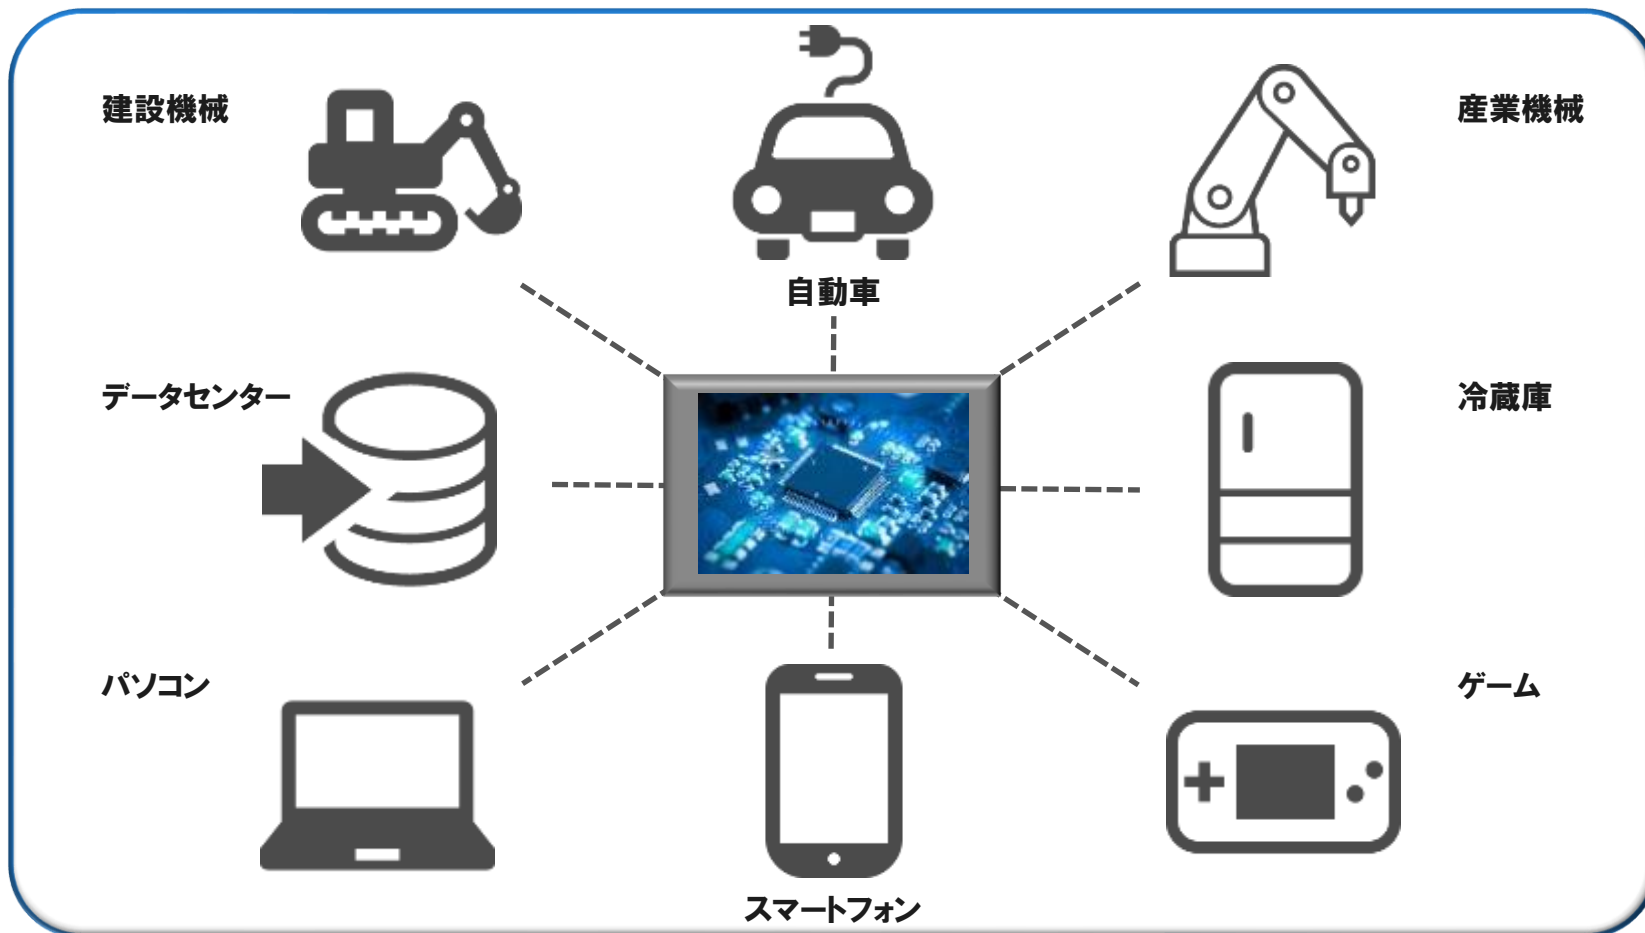 建設機械
自動車
産業機械
データセンター
冷蔵庫
パソコン
ゲーム
スマートフォン